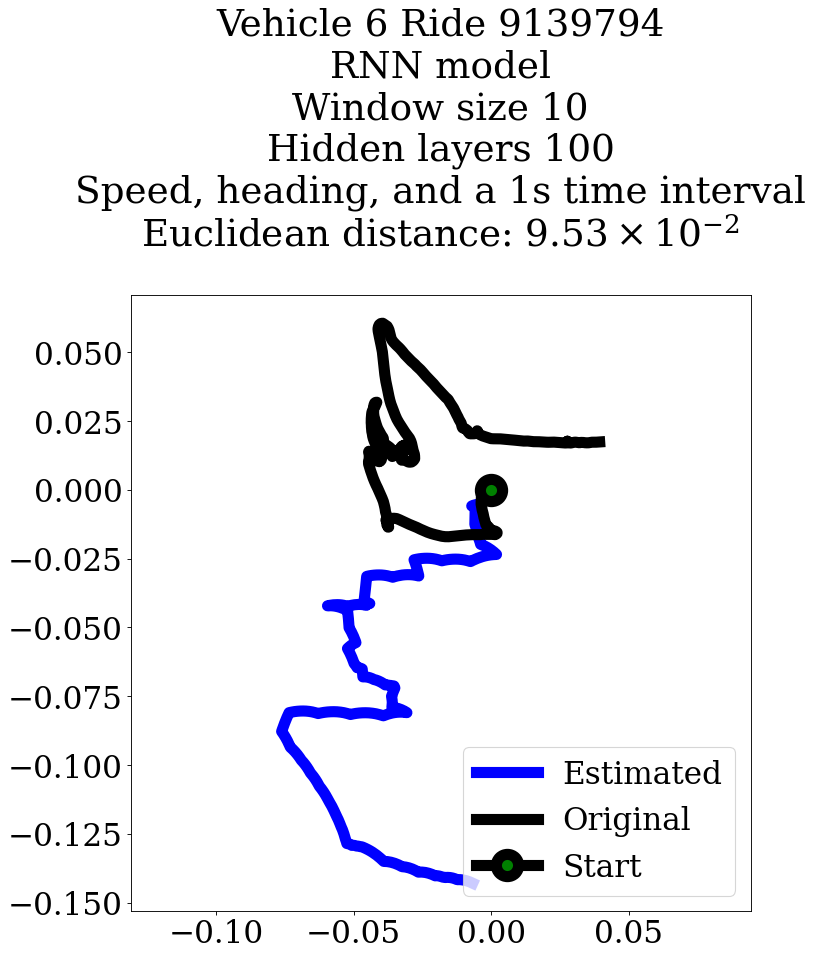 Vehicle 6 Ride 9139794
RNN model
Window size 10
Hidden layers 100
Speed, heading, and a 1s time interval
Euclidean distance: 9.53 × 10⁻²
0.050
0.025
0.000
−0.025
−0.050
−0.075
−0.100
−0.125
−0.150
Estimated
Original
Start
−0.10 −0.05 0.00 0.05